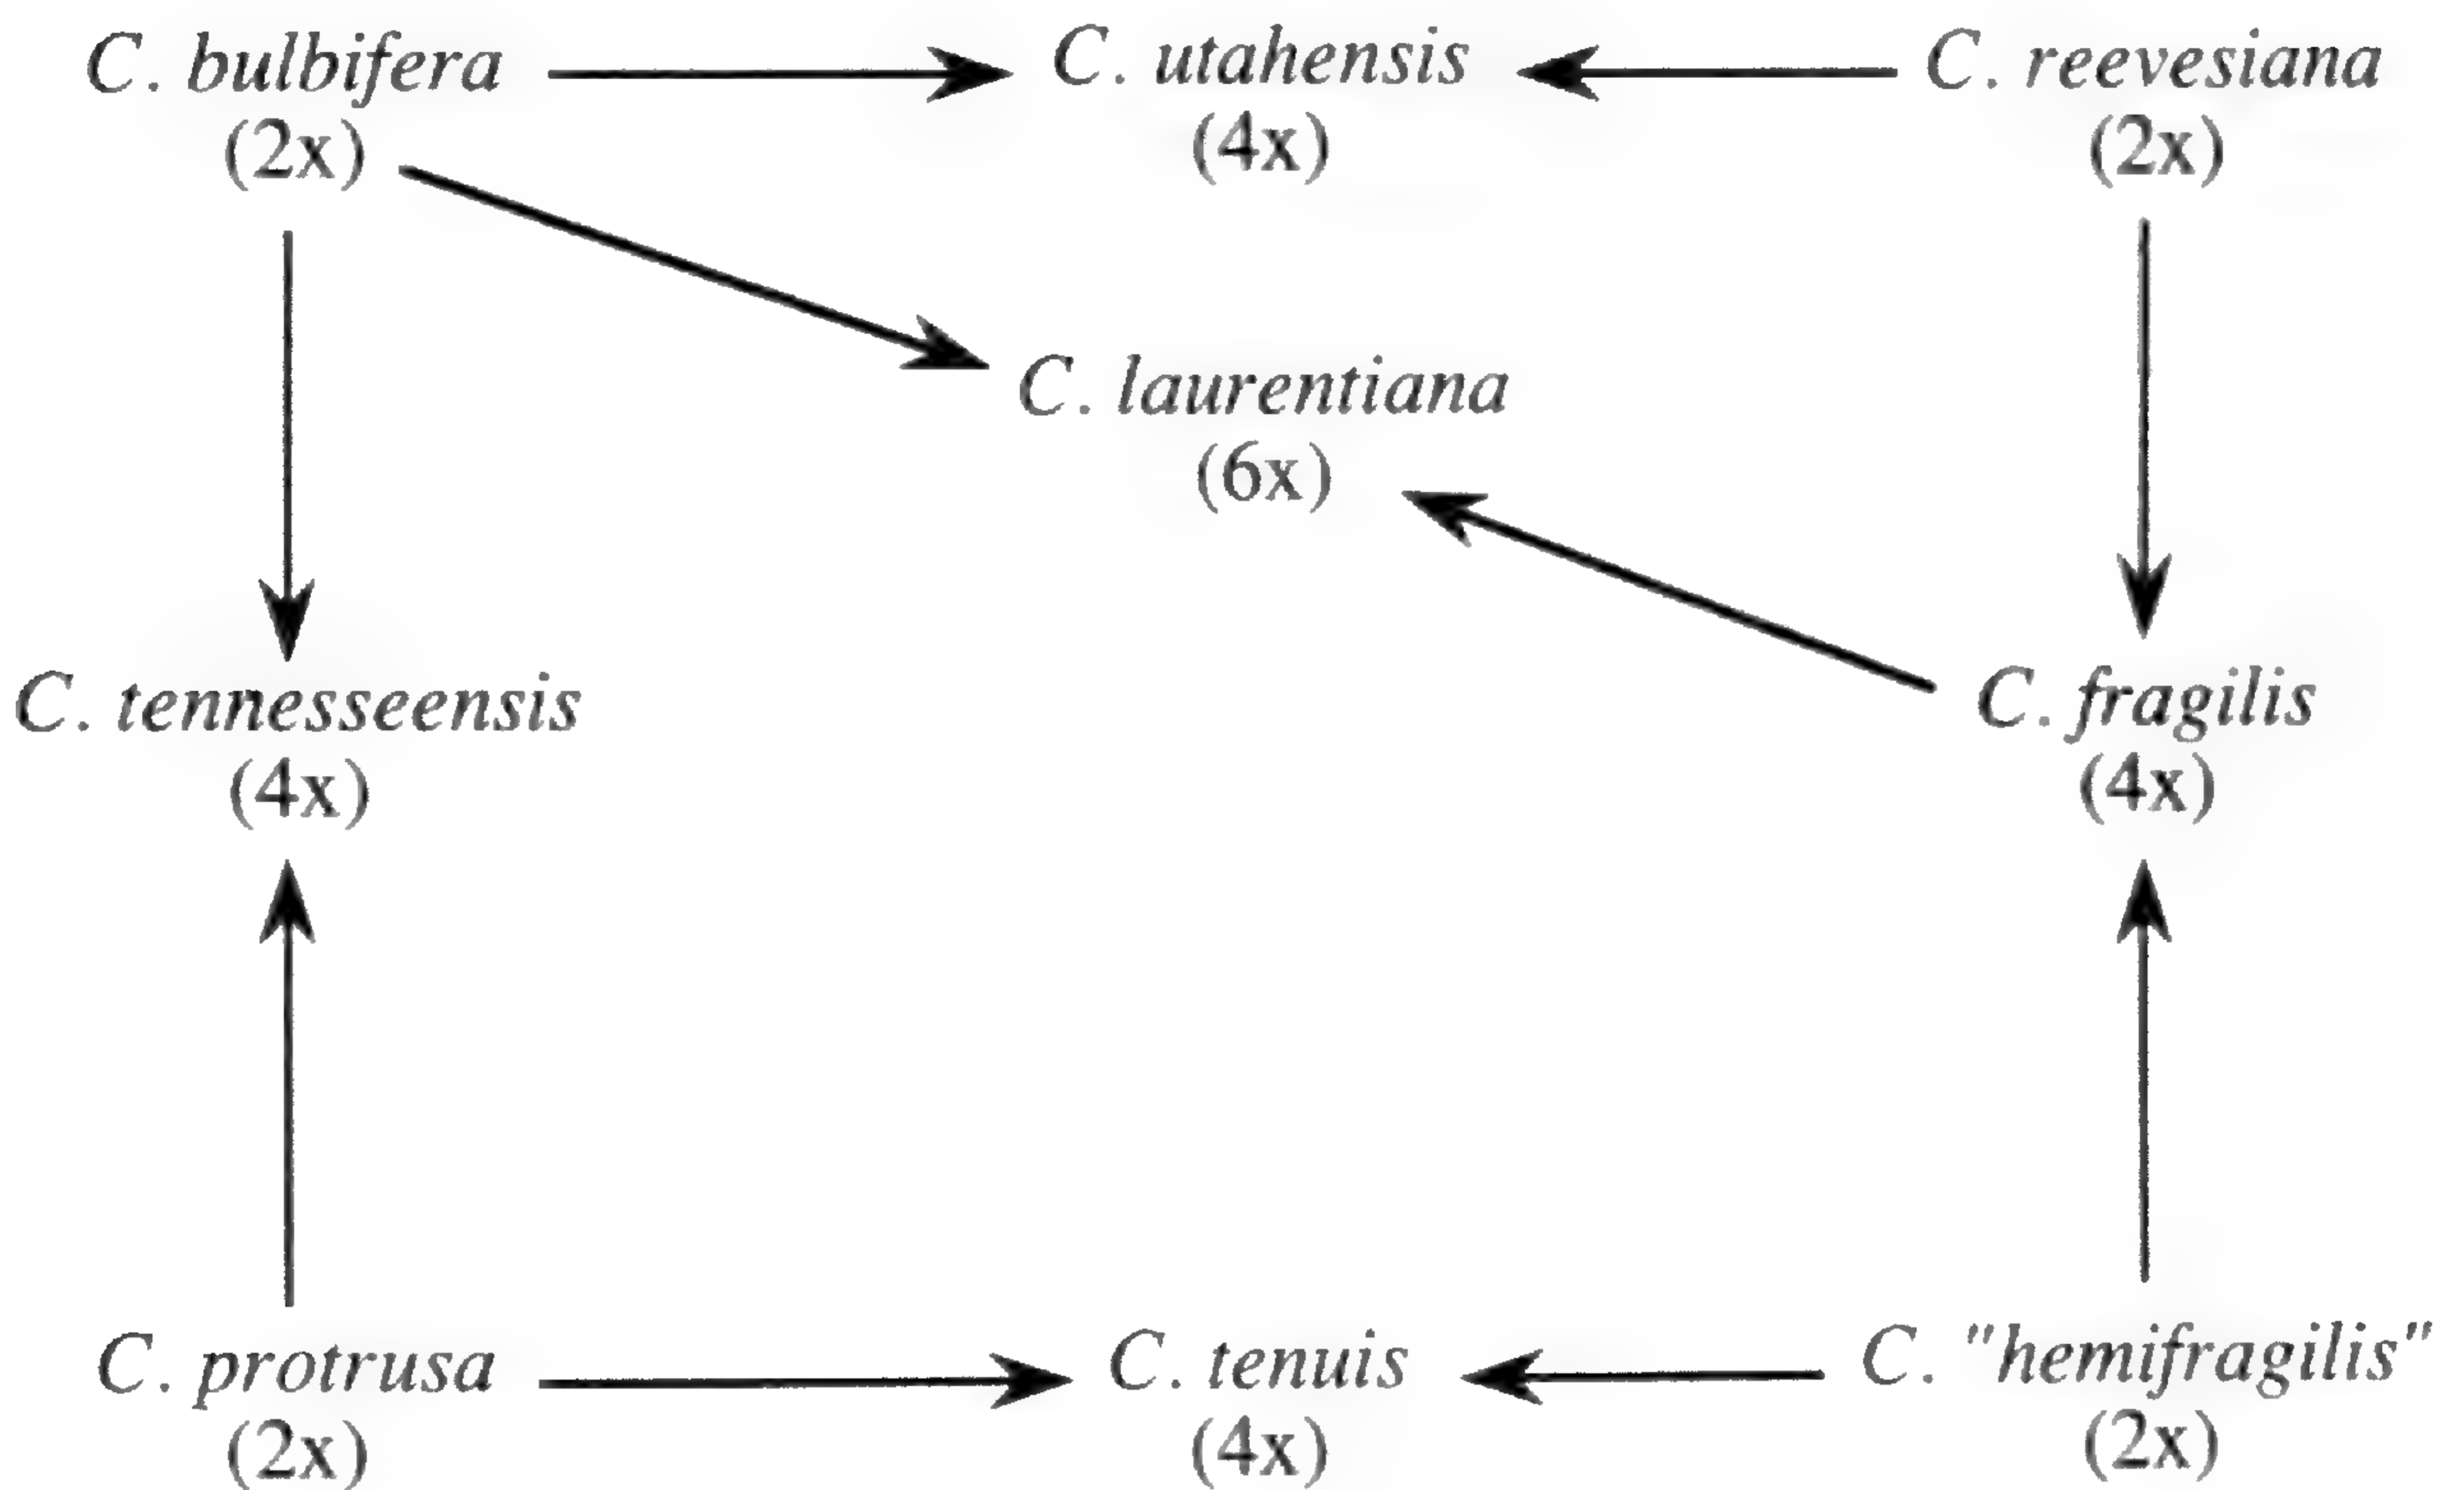 C. bulbifera
(2x)
C. utahensis
(4x)
C. reevesiana
(2x)
C. laurentiana
(6x)
C. tennesseensis
(4x)
C. fragilis
(4x)
C. protrusa
(2x)
C. tenuis
(4x)
C. "hemifragilis"
(2x)